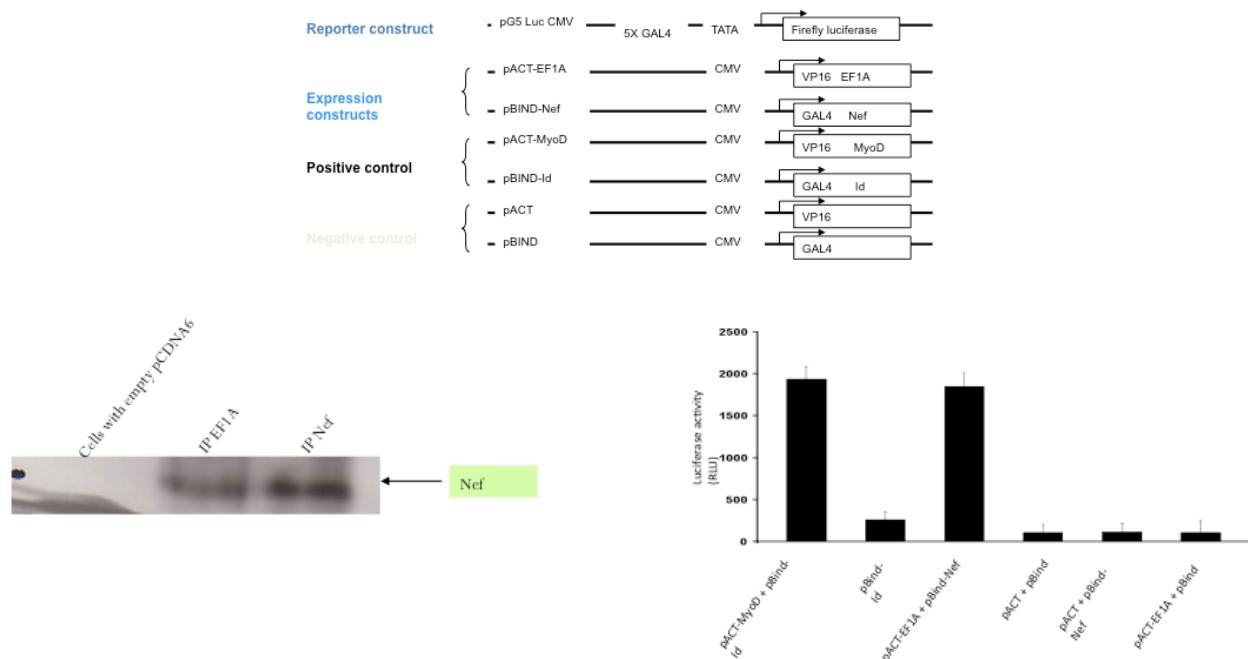 Reporter construct
pG5 Luc CMV
5X GAL4
TATA
Firefly luciferase
Expression
constructs
pACT-EF1A
CMV
VP16 EF1A
pBIND-Nef
CMV
GAL4 Nef
Positive control
pACT-MyoD
CMV
VP16 MyoD
pBIND-Id
CMV
GAL4 Id
Negative control
pACT
CMV
VP16
pBIND
CMV
GAL4
Cells with empty pCDNA6
IP EF1A
IP Nef
Nef
Luciferase activity
(RLU)
2500
2000
1500
1000
500
0
pACT-MyoD + pBind-
Id
pBind-
Id
pACT-EF1A + pBind-Nef
pACT + pBind
pACT + pBind-
Nef
pACT-EF1A + pBind